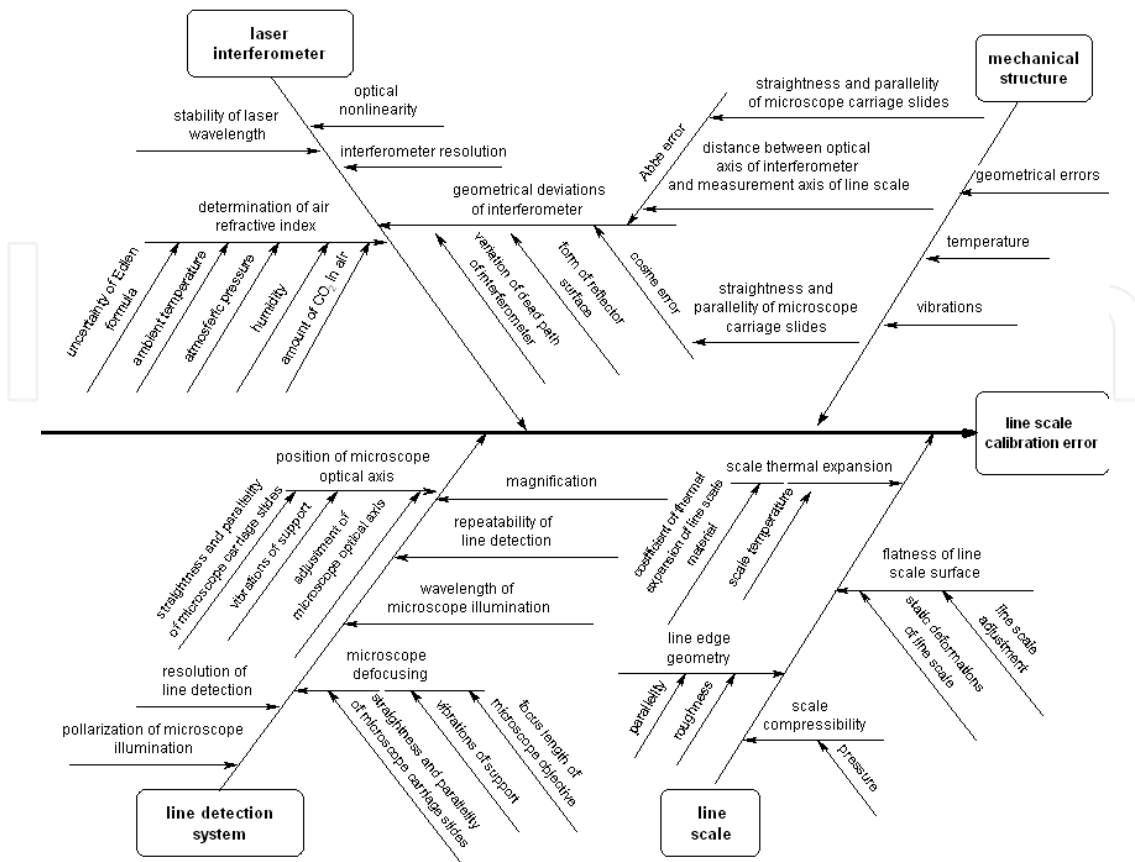 laser
interferometer
mechanical
structure
optical
nonlinearity
stability of laser
wavelength
interferometer resolution
straightness and parallelity
of microscope carriage slides
Abbe error
distance between optical
axis of interferometer
and measurement axis of line scale
geometrical deviations
of interferometer
geometrical errors
determination of air
refractive index
uncertainty of Edlen
formula
ambient temperature
atmosferic pressure
humidity
amount of CO2 in air
variation of dead path
of interferometer
form of reflector
surface
cosine error
temperature
straightness and
parallelity of microscope
carriage slides
vibrations
line scale
calibration error
position of microscope
optical axis
straightness and parallelity
of microscope carriage slides
vibrations of support
adjustment of
microscope optical axis
magnification
repeatability of
line detection
wavelength of
microscope illumination
resolution of
line detection
microscope
defocusing
pollarization of microscope
illumination
straightness and parallelity
of microscope carriage slides
vibrations of support
focus length of
microscope objective
line detection
system
scale thermal expansion
coefficient of thermal
expansion of line scale
material
scale temperature
flatness of line
scale surface
static deformations
of line scale
line scale
adjustment
line edge
geometry
parallelity
roughness
scale
compressibility
pressure
line
scale